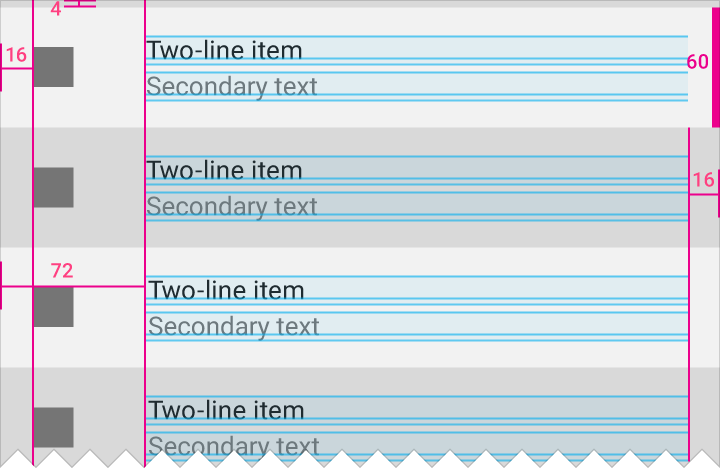 4
16
Two-line item
60
Secondary text
Two-line item
16
Secondary text
72
Two-line item
Secondary text
Two-line item
Secondary text